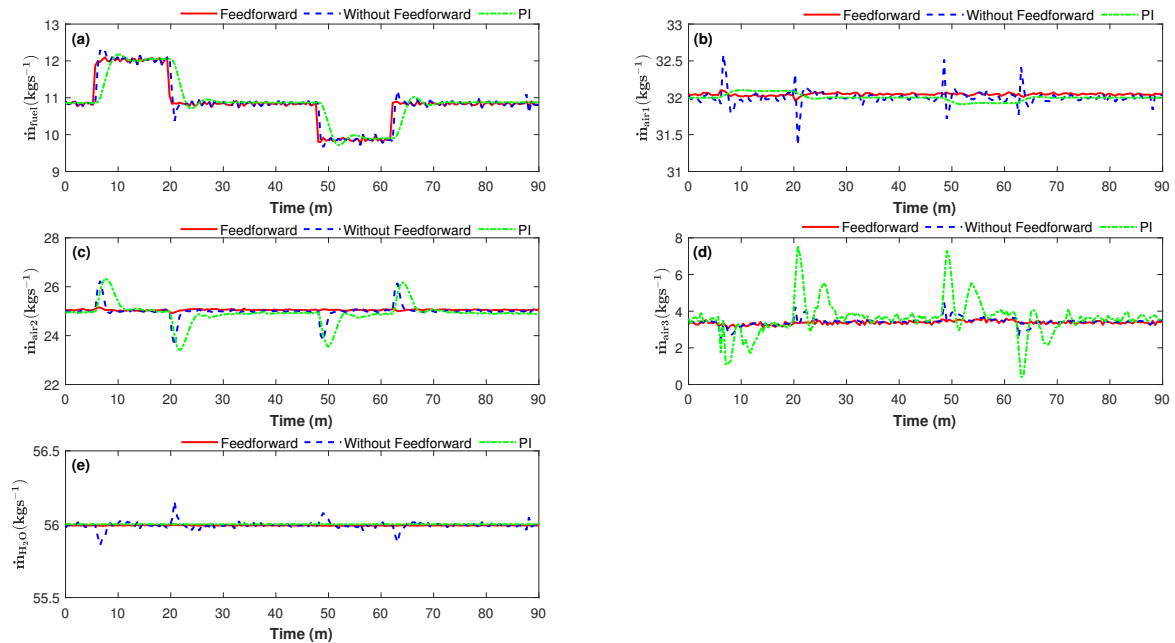 Feedforward Without Feedforward PI
(a)
13
12
11
10
9
ṁfuel(kgs⁻¹)
0 10 20 30 40 50 60 70 80 90
Time (m)
Feedforward Without Feedforward PI
(b)
33
32.5
32
31.5
31
ṁair1(kgs⁻¹)
0 10 20 30 40 50 60 70 80 90
Time (m)
Feedforward Without Feedforward PI
(c)
28
26
24
22
ṁair2(kgs⁻¹)
0 10 20 30 40 50 60 70 80 90
Time (m)
Feedforward Without Feedforward PI
(d)
8
6
4
2
0
ṁair3(kgs⁻¹)
0 10 20 30 40 50 60 70 80 90
Time (m)
Feedforward Without Feedforward PI
(e)
56.5
56
55.5
ṁH₂O(kgs⁻¹)
0 10 20 30 40 50 60 70 80 90
Time (m)